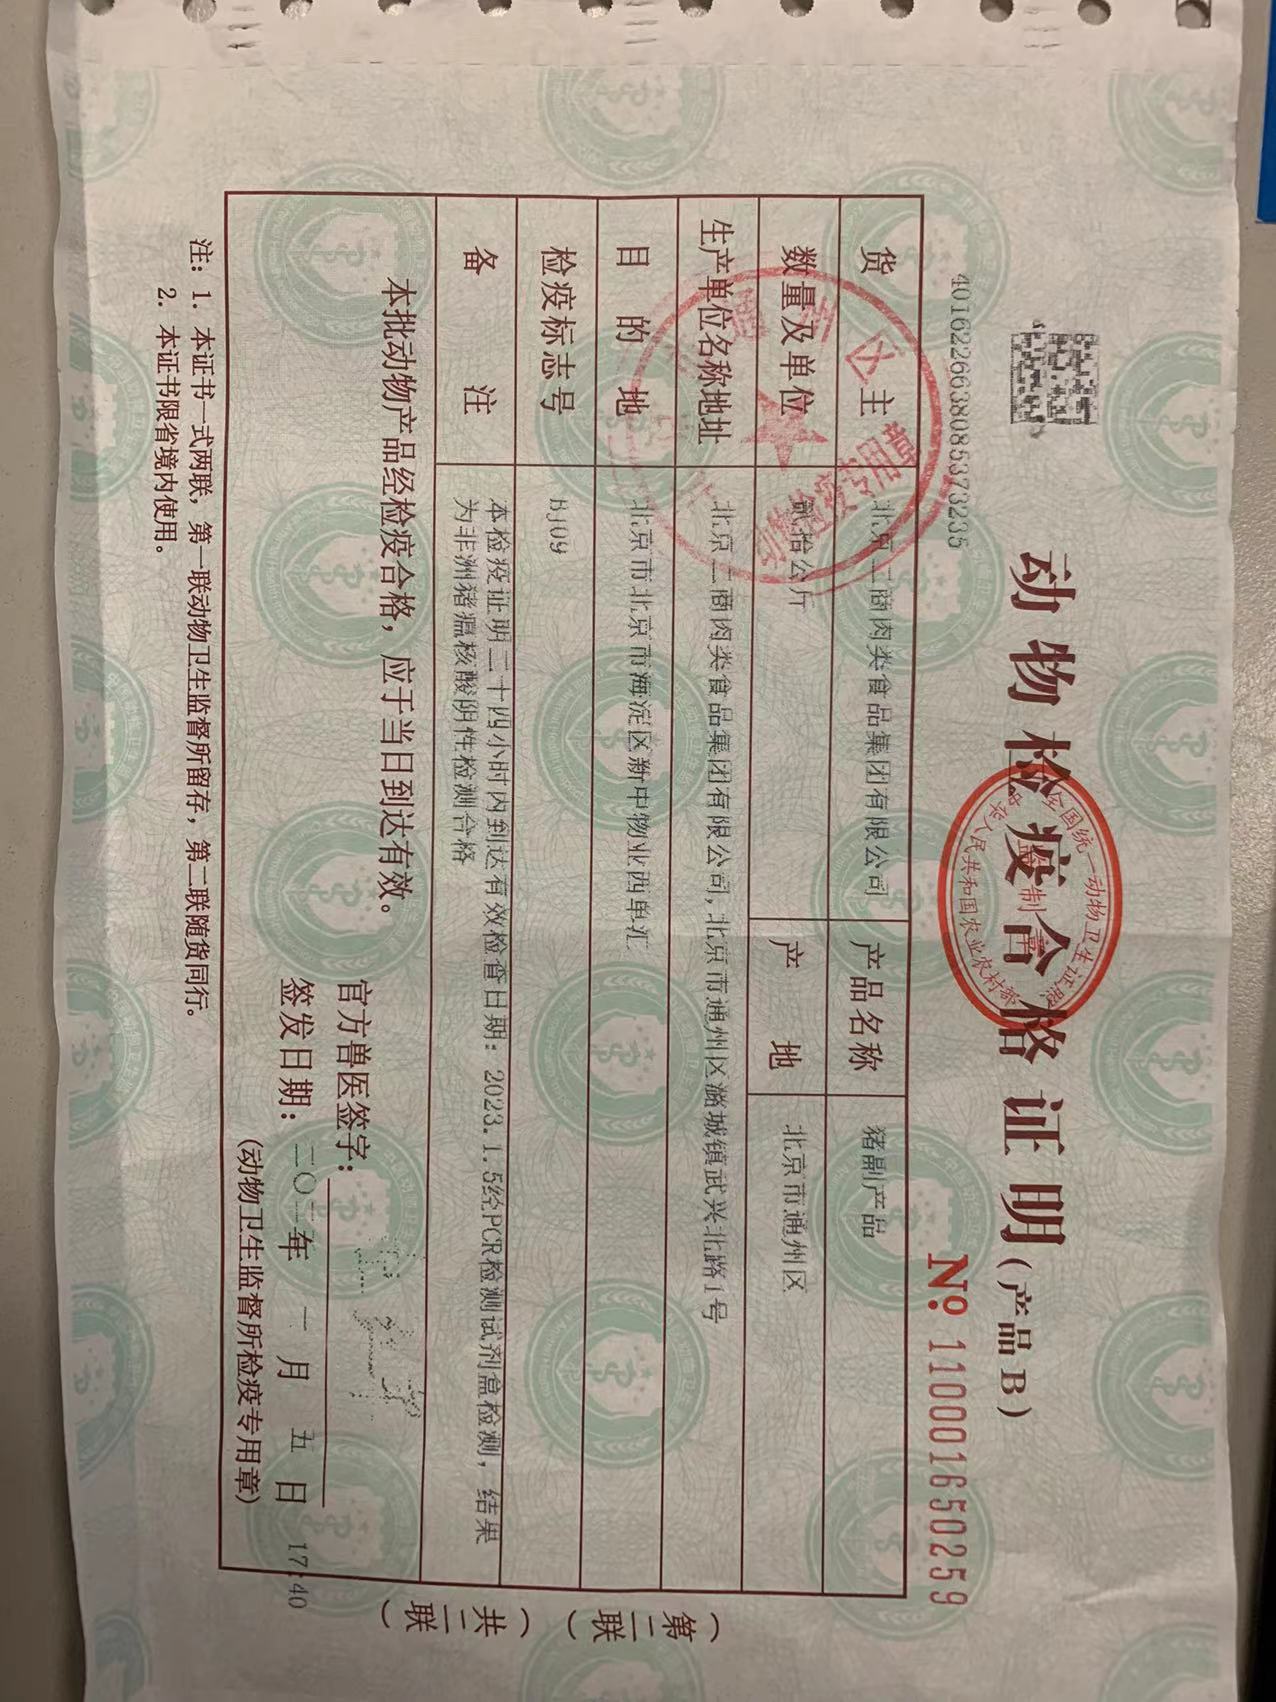 动物检疫合格证明(产品B)
全国统一动物卫生证章
监制章
中华人民共和国农业农村部
4016226638085373235
№ 110001650259
货主
北京二商肉类食品集团有限公司
产品名称
猪副产品
数量及单位
贰拾公斤
产地
北京市通州区
生产单位名称地址
北京二商肉类食品集团有限公司,北京市通州区潞城镇武兴北路1号
目的地
北京市北京市海淀区新中物业西单汇
检疫标志号
BJ09
备注
本检疫证明二十四小时内到达有效检查日期:2023.1.5经PCR检测试剂盒检测,结果
为非洲猪瘟核酸阴性检测合格
本批动物产品经检疫合格,应于当日到达有效。
官方兽医签字:
签发日期: 二〇二 年 一 月 五 日 17:40
(动物卫生监督所检疫专用章)
区
动物检疫专用章
(第二联)
(共二联)
注:1. 本证书一式两联,第一联动物卫生监督所留存,第二联随货同行。
2. 本证书限省境内使用。